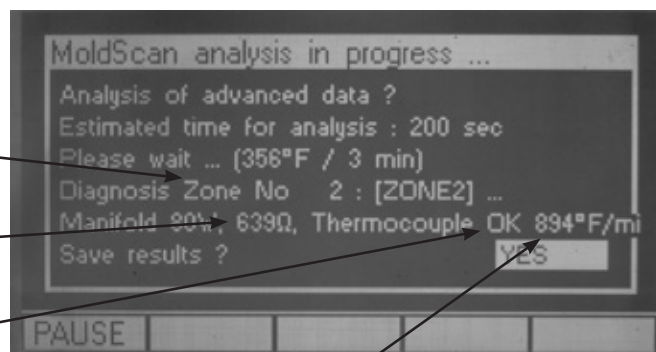 MoldScan analysis in progress ...
Analysis of advanced data ?
Estimated time for analysis : 200 sec
Please wait ... (356°F / 3 min)
Diagnosis Zone No 2 : [ZONE2] ...
Manifold 80W 639Ω, Thermocouple OK 894°F/mi
Save results ?
YES
PAUSE